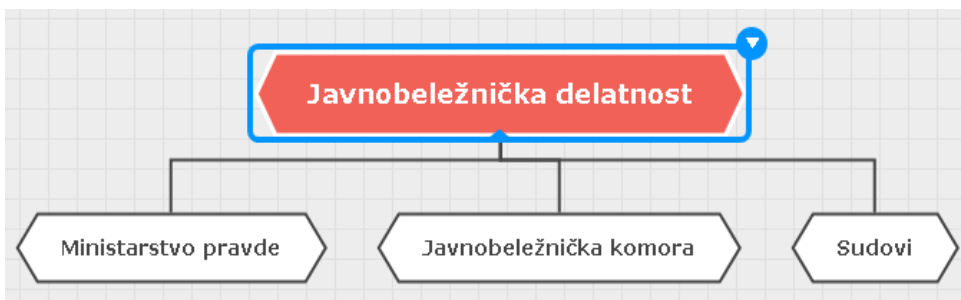 Javnobeležnička delatnost
Ministarstvo pravde
Javnobeležnička komora
Sudovi